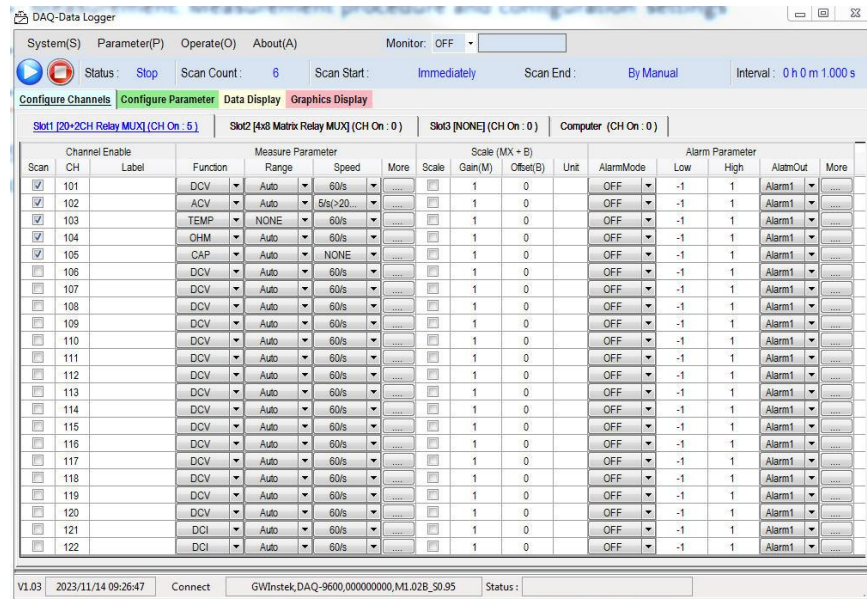 measurement. Measurement procedure and configuration settings
DAQ-Data Logger
System(S) Parameter(P) Operate(O) About(A) Monitor: OFF
Status : Stop Scan Count : 6 Scan Start : Immediately Scan End : By Manual Interval : 0 h 0 m 1.000 s
Configure Channels Configure Parameter Data Display Graphics Display
Slot1 [20+2CH Relay MUX] (CH On : 5 ) Slot2 [4x8 Matrix Relay MUX] (CH On : 0 ) Slot3 [NONE] (CH On : 0 ) Computer (CH On : 0 )
Channel Enable Measure Parameter Scale (MX + B) Alarm Parameter
Scan CH Label Function Range Speed More Scale Gain(M) Offset(B) Unit AlarmMode Low High AlatmOut More
101 DCV Auto 60/s .... 1 0 OFF -1 1 Alarm1 ....
102 ACV Auto 5/s(>20... .... 1 0 OFF -1 1 Alarm1 ....
103 TEMP NONE 60/s .... 1 0 OFF -1 1 Alarm1 ....
104 OHM Auto 60/s .... 1 0 OFF -1 1 Alarm1 ....
105 CAP Auto NONE .... 1 0 OFF -1 1 Alarm1 ....
106 DCV Auto 60/s .... 1 0 OFF -1 1 Alarm1 ....
107 DCV Auto 60/s .... 1 0 OFF -1 1 Alarm1 ....
108 DCV Auto 60/s .... 1 0 OFF -1 1 Alarm1 ....
109 DCV Auto 60/s .... 1 0 OFF -1 1 Alarm1 ....
110 DCV Auto 60/s .... 1 0 OFF -1 1 Alarm1 ....
111 DCV Auto 60/s .... 1 0 OFF -1 1 Alarm1 ....
112 DCV Auto 60/s .... 1 0 OFF -1 1 Alarm1 ....
113 DCV Auto 60/s .... 1 0 OFF -1 1 Alarm1 ....
114 DCV Auto 60/s .... 1 0 OFF -1 1 Alarm1 ....
115 DCV Auto 60/s .... 1 0 OFF -1 1 Alarm1 ....
116 DCV Auto 60/s .... 1 0 OFF -1 1 Alarm1 ....
117 DCV Auto 60/s .... 1 0 OFF -1 1 Alarm1 ....
118 DCV Auto 60/s .... 1 0 OFF -1 1 Alarm1 ....
119 DCV Auto 60/s .... 1 0 OFF -1 1 Alarm1 ....
120 DCV Auto 60/s .... 1 0 OFF -1 1 Alarm1 ....
121 DCI Auto 60/s .... 1 0 OFF -1 1 Alarm1 ....
122 DCI Auto 60/s .... 1 0 OFF -1 1 Alarm1 ....
V1.03 2023/11/14 09:26:47 Connect GWInstek,DAQ-9600,000000000,M1.02B_S0.95 Status :